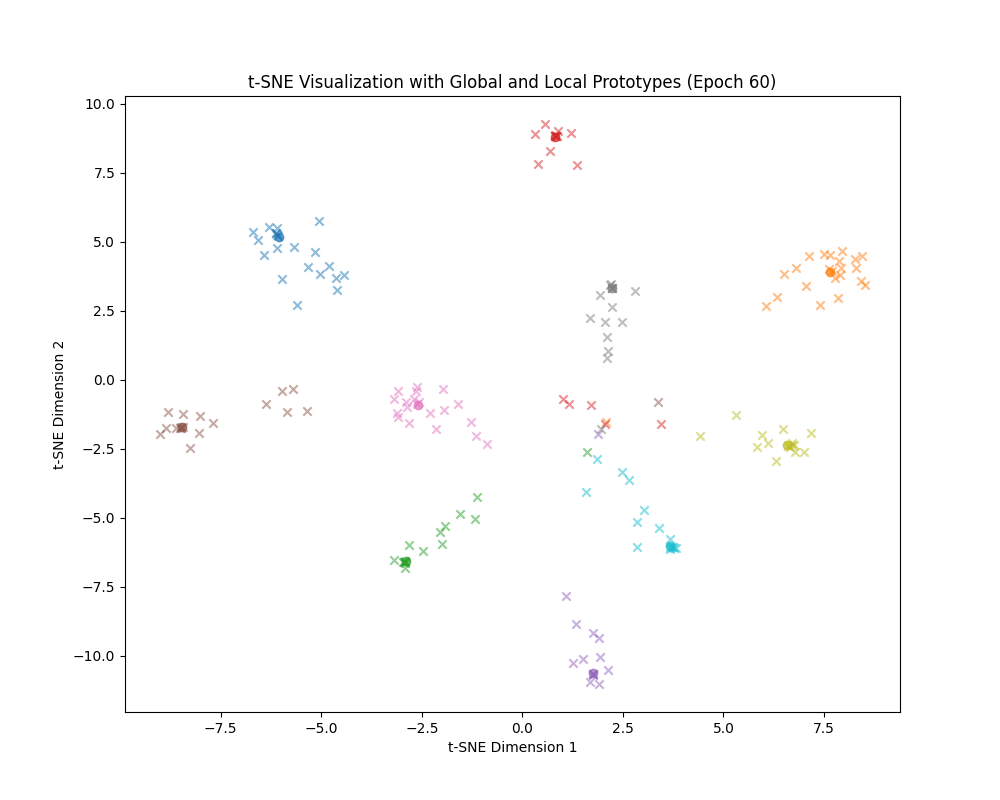 t-SNE Visualization with Global and Local Prototypes (Epoch 60)
10.0
7.5
5.0
2.5
0.0
−2.5
−5.0
−7.5
−10.0
t-SNE Dimension 2
−7.5 −5.0 −2.5 0.0 2.5 5.0 7.5
t-SNE Dimension 1